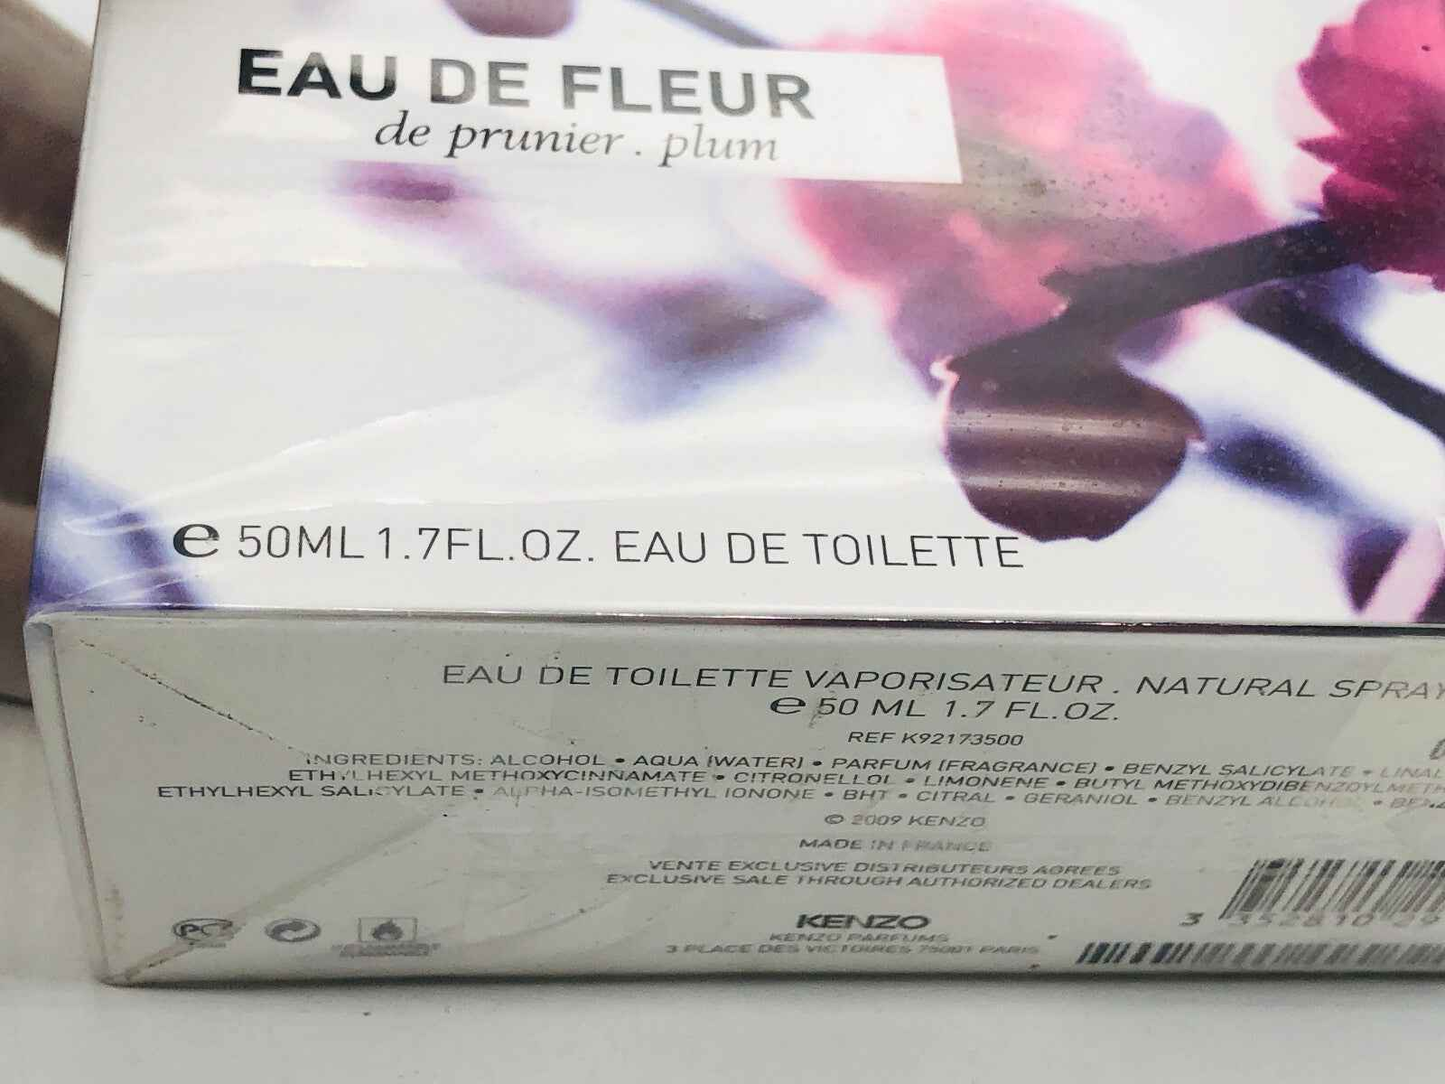 EAU DE FLEUR
de prunier . plum
℮ 50ML 1.7FL.OZ. EAU DE TOILETTE
EAU DE TOILETTE VAPORISATEUR . NATURAL SPRAY
℮ 50 ML 1.7 FL.OZ.
REF K92173500
INGREDIENTS: ALCOHOL • AQUA (WATER) • PARFUM (FRAGRANCE) • BENZYL SALICYLATE •
ETHYLHEXYL METHOXYCINNAMATE • CITRONELLOL • LIMONENE • BUTYL
ETHYLHEXYL SALICYLATE • ALPHA-ISOMETHYL IONONE • BHT • CITRAL • GERANIOL • BENZYL ALCOHOL •
© 2009 KENZO
MADE IN FRANCE
VENTE EXCLUSIVE DISTRIBUTEURS AGREES
EXCLUSIVE SALE THROUGH AUTHORIZED DEALERS
KENZO
KENZO PARFUMS
3 PLACE DES VICTOIRES 75001 PARIS